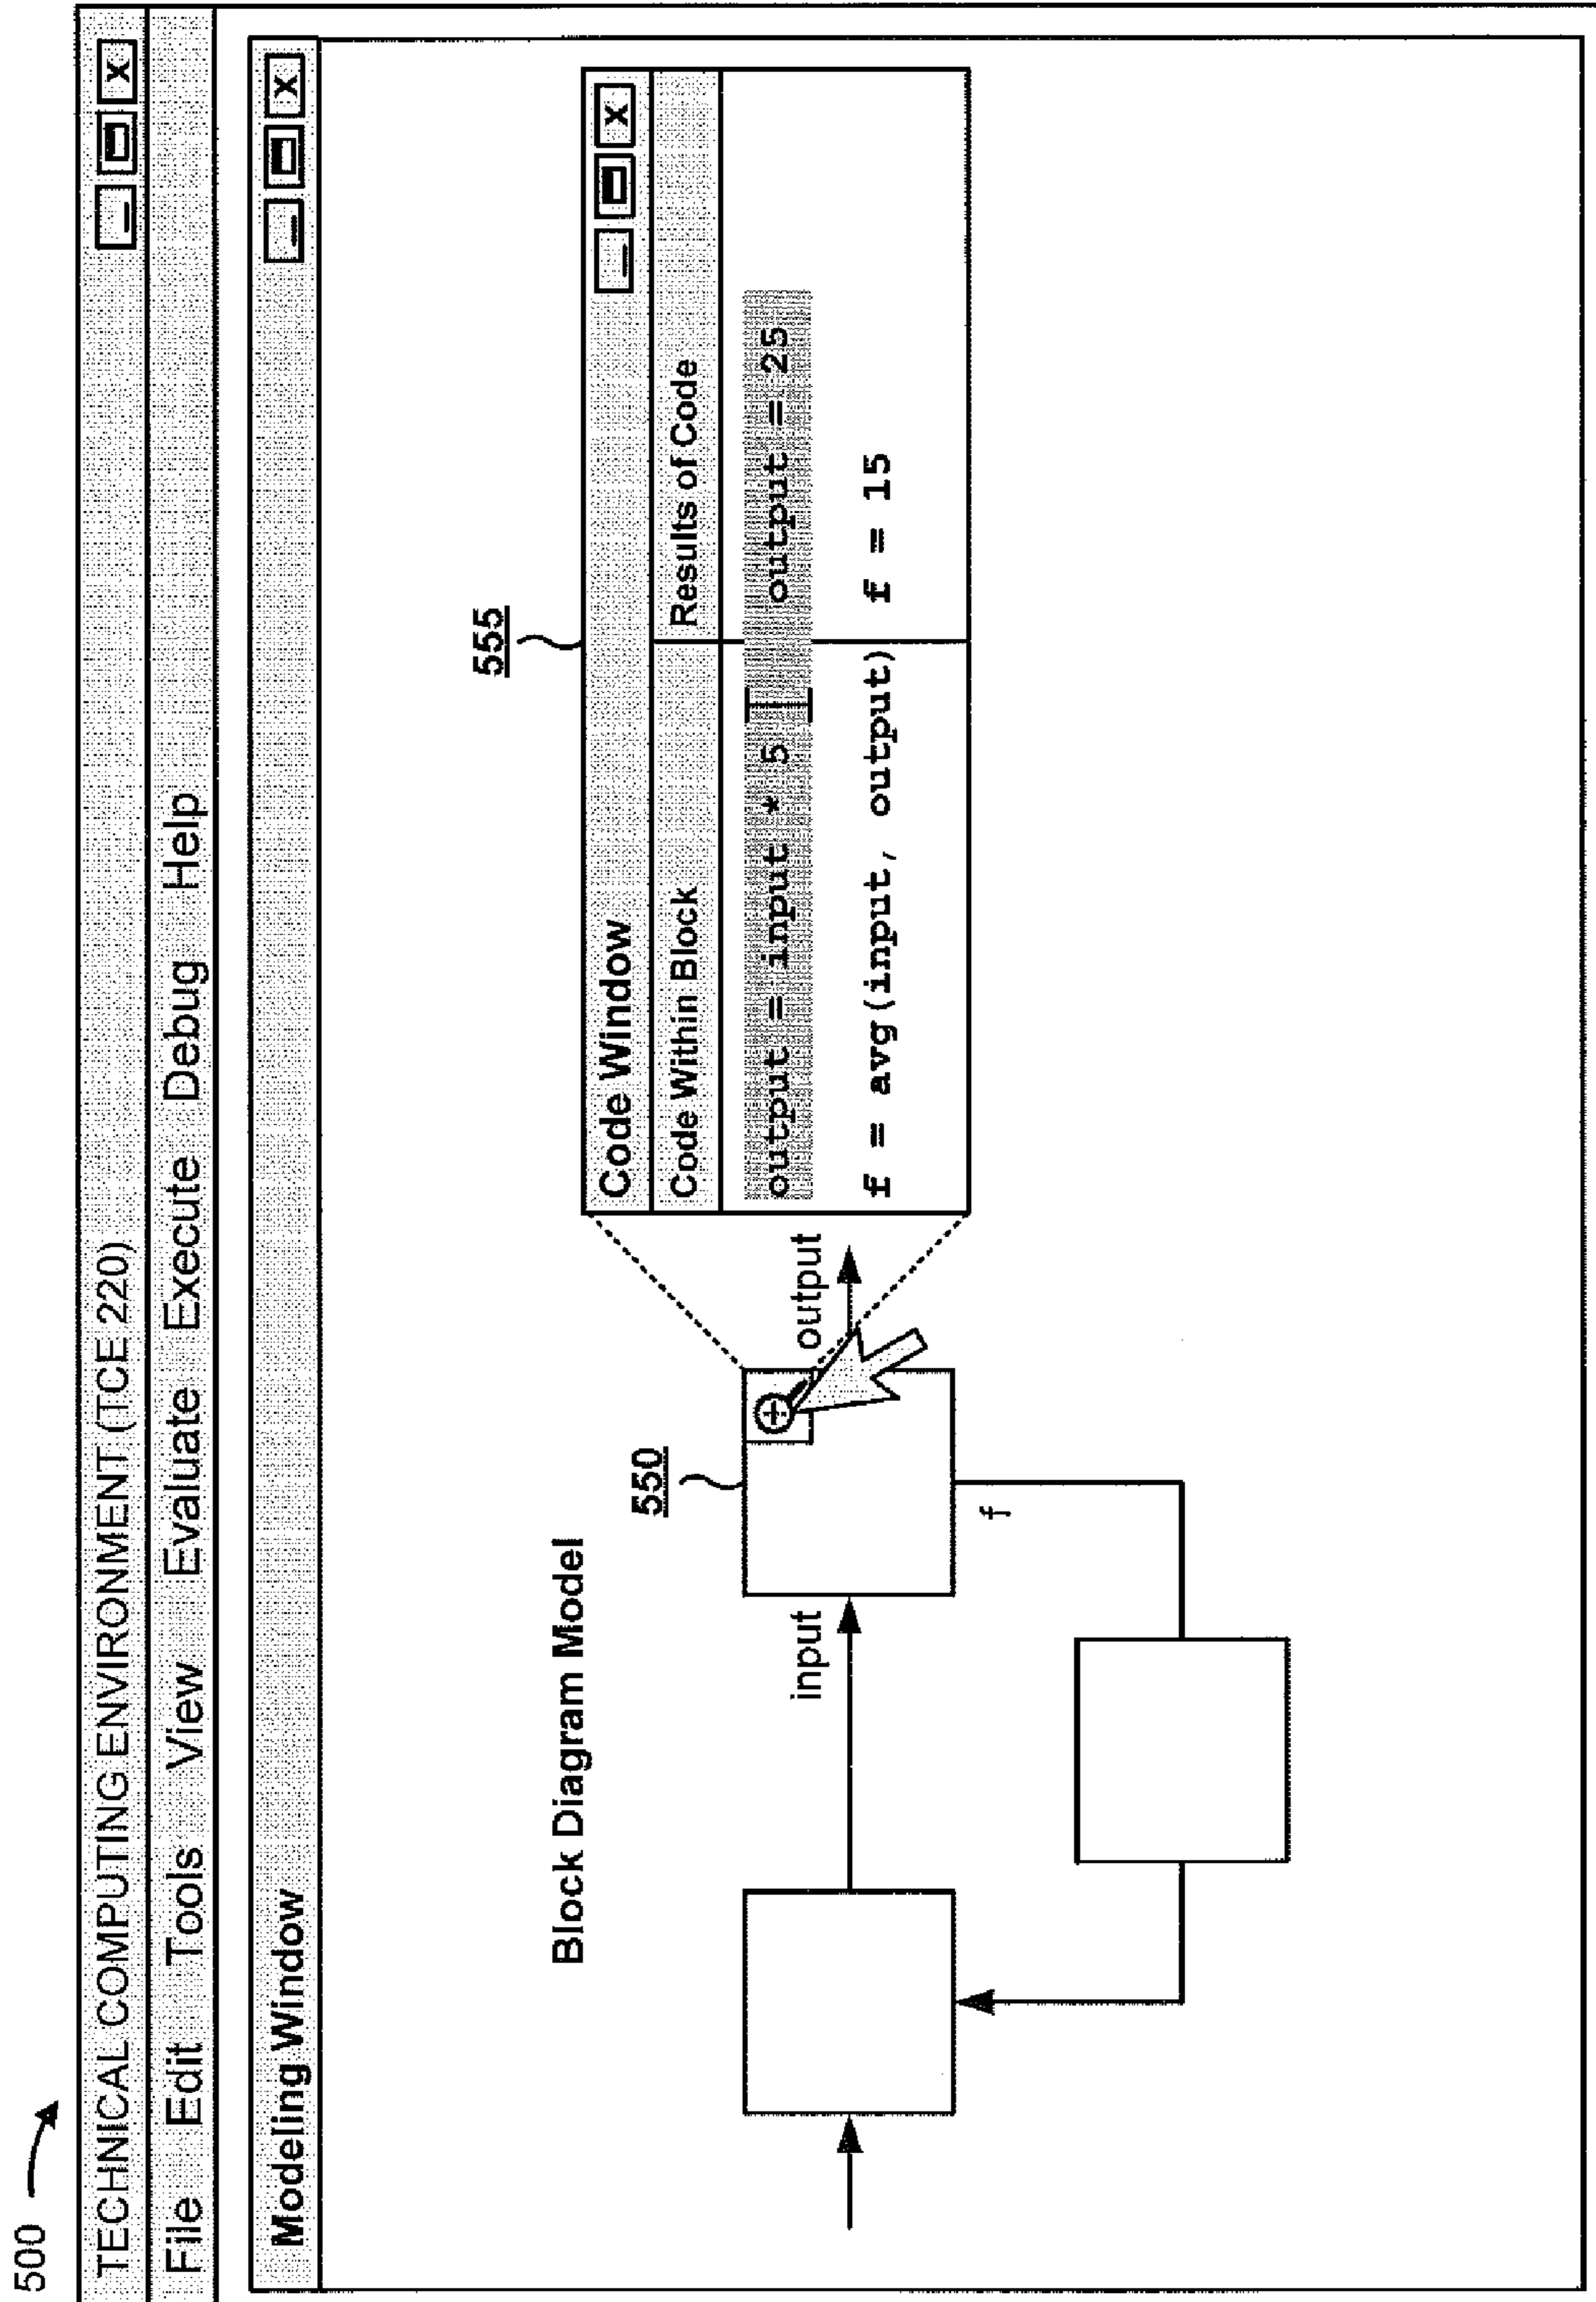 500
TECHNICAL COMPUTING ENVIRONMENT (TCE 220)
File Edit Tools View Evaluate Execute Debug Help
Modeling Window
Block Diagram Model
555
Code Window
Code Within Block Results of Code
output = input * 5 output = 25
f = avg(input, output) f = 15
550
input
output
f